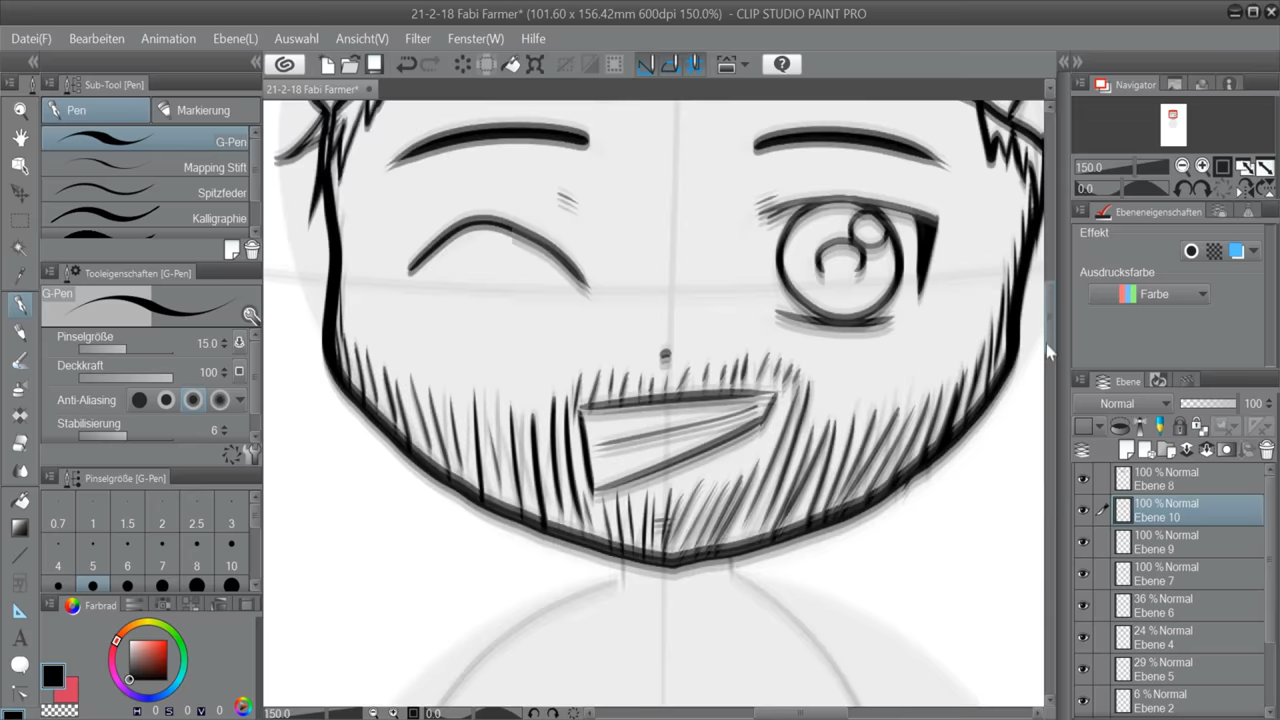 21-2-18 Fabi Farmer* (101.60 x 156.42mm 600dpi 150.0%) - CLIP STUDIO PAINT PRO
Datei(F) Bearbeiten Animation Ebene(L) Auswahl Ansicht(V) Filter Fenster(W) Hilfe
Sub-Tool [Pen]
Pen Markierung
G-Pen
Mapping Stift
Spitzfeder
Kalligraphie
Tooleigenschaften [G-Pen]
G-Pen
Pinselgröße 15.0
Deckkraft 100
Anti-Aliasing
Stabilisierung 6
Pinselgröße [G-Pen]
0.7 1 1.5 2 2.5 3
4 5 6 7 8 10
Farbrad
H 0 S 0 V 0
21-2-18 Fabi Farmer*
150.0 0.0
Navigator
150.0
0.0
Ebeneneigenschaften
Effekt
Ausdrucksfarbe
Farbe
Ebene
Normal 100
100 % Normal
Ebene 8
100 % Normal
Ebene 10
100 % Normal
Ebene 9
100 % Normal
Ebene 7
36 % Normal
Ebene 6
24 % Normal
Ebene 4
29 % Normal
Ebene 5
6 % Normal
Ebene 2